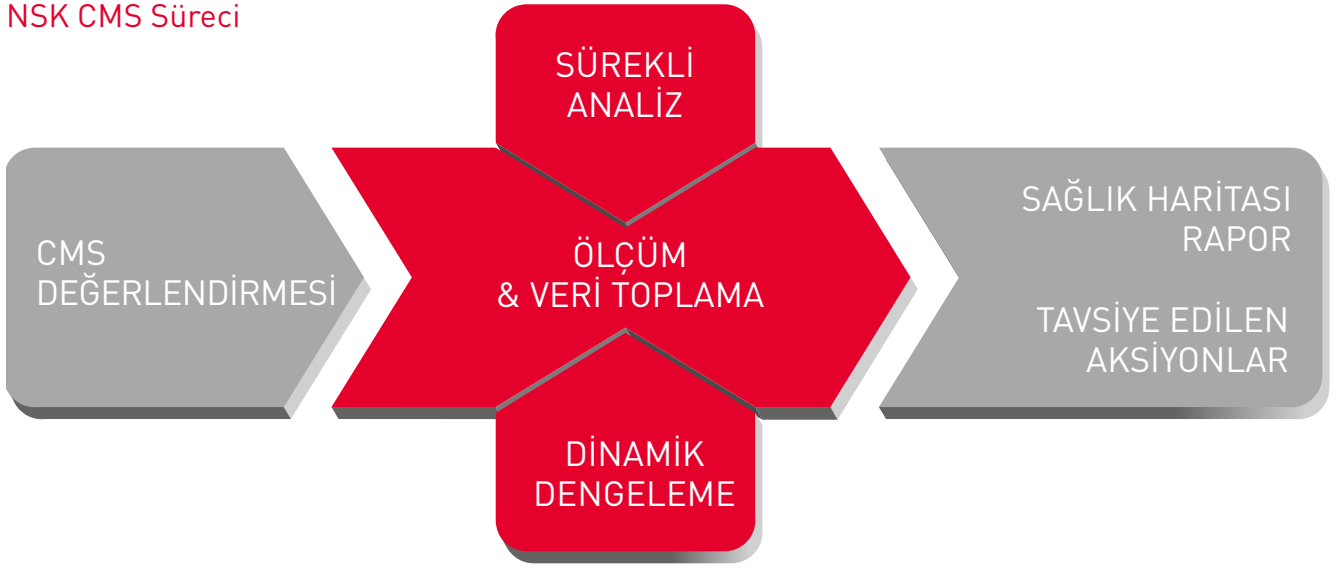 NSK CMS Süreci
SÜREKLİ
ANALİZ
CMS
DEĞERLENDİRMESİ
ÖLÇÜM
& VERİ TOPLAMA
SAĞLIK HARİTASI
RAPOR
TAVSİYE EDİLEN
AKSİYONLAR
DİNAMİK
DENGELEME